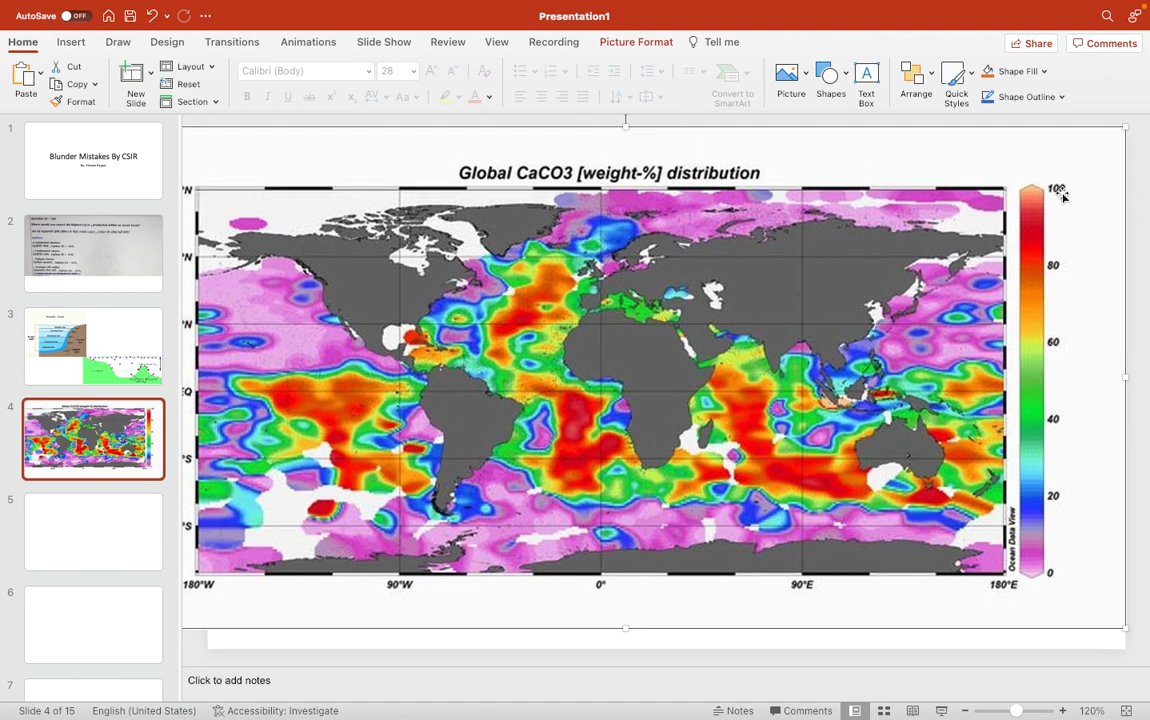 AutoSave OFF
Presentation1
Home Insert Draw Design Transitions Animations Slide Show Review View Recording Picture Format Tell me
Share Comments
Paste
Cut
Copy
Format
New Slide
Layout
Reset
Section
Calibri (Body) 28
Convert to SmartArt
Picture
Shapes
Text Box
Arrange
Quick Styles
Shape Fill
Shape Outline
1
Blunder Mistakes By CSIR
2
3
4
5
6
7
Global CaCO3 [weight-%] distribution
°N
°N
°N
EQ
°S
°S
180°W 90°W 0° 90°E 180°E
100
80
60
40
20
0
Ocean Data View
Click to add notes
Slide 4 of 15 English (United States) Accessibility: Investigate Notes Comments 120%